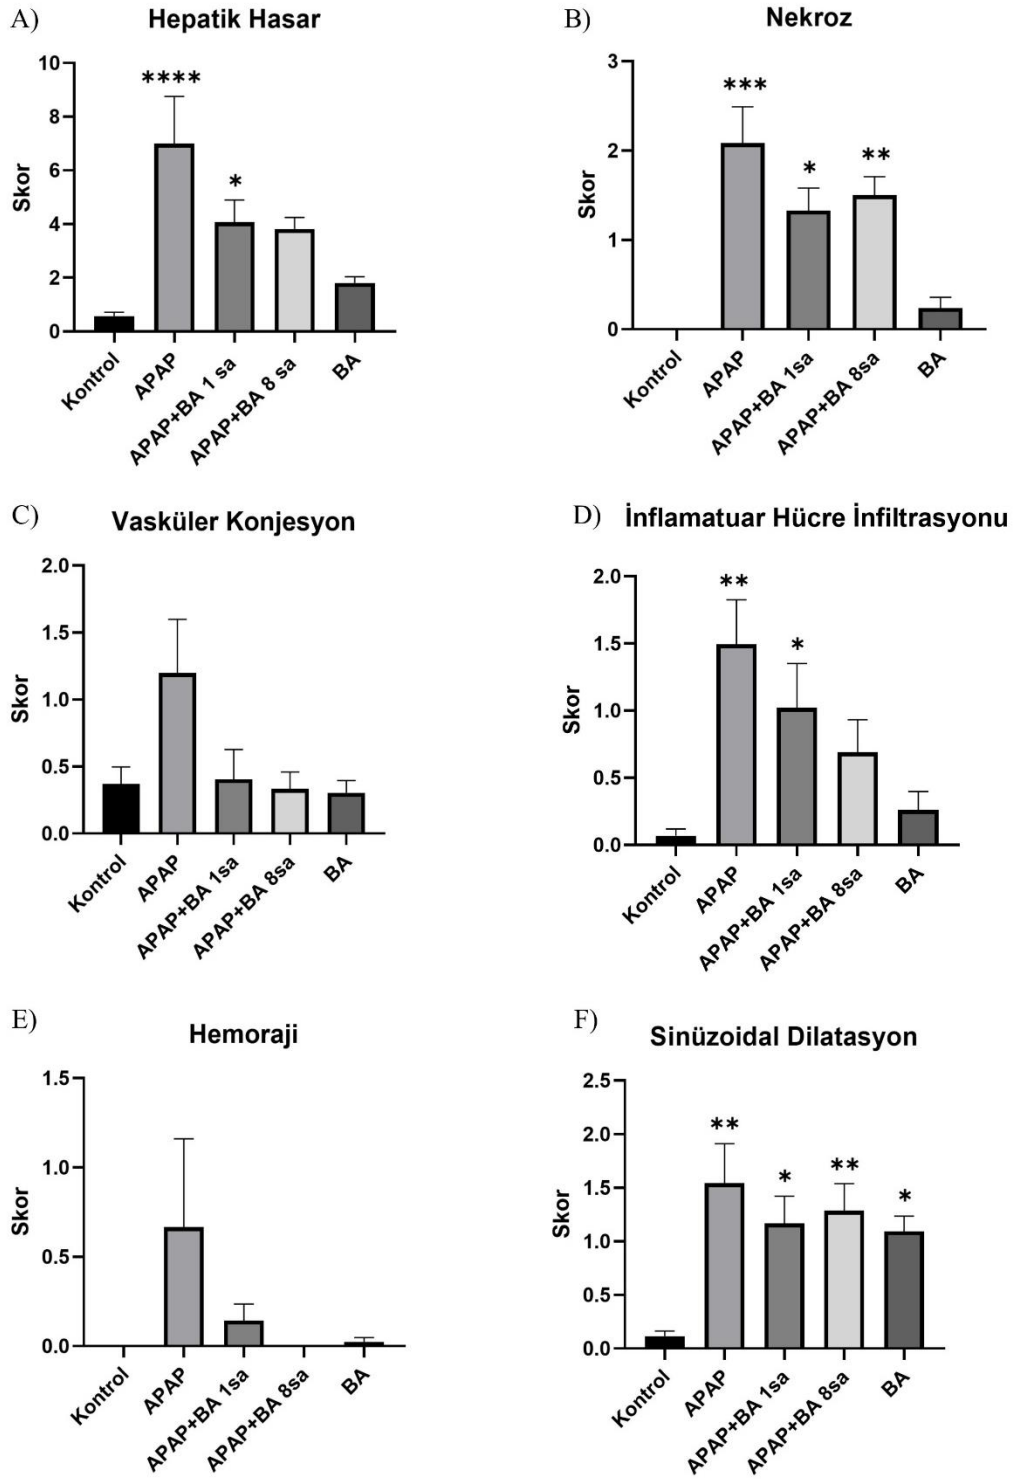 A) Hepatik Hasar
Skor
10
8
6
4
2
0
****
*
Kontrol
APAP
APAP+BA 1 sa
APAP+BA 8 sa
BA
B) Nekroz
Skor
3
2
1
0
***
*
**
Kontrol
APAP
APAP+BA 1sa
APAP+BA 8sa
BA
C) Vasküler Konjesyon
Skor
2.0
1.5
1.0
0.5
0.0
Kontrol
APAP
APAP+BA 1sa
APAP+BA 8sa
BA
D) İnflamatuar Hücre İnfiltrasyonu
Skor
2.0
1.5
1.0
0.5
0.0
**
*
Kontrol
APAP
APAP+BA 1sa
APAP+BA 8sa
BA
E) Hemoraji
Skor
1.5
1.0
0.5
0.0
Kontrol
APAP
APAP+BA 1sa
APAP+BA 8sa
BA
F) Sinüzoidal Dilatasyon
Skor
2.5
2.0
1.5
1.0
0.5
0.0
**
*
**
*
Kontrol
APAP
APAP+BA 1sa
APAP+BA 8sa
BA